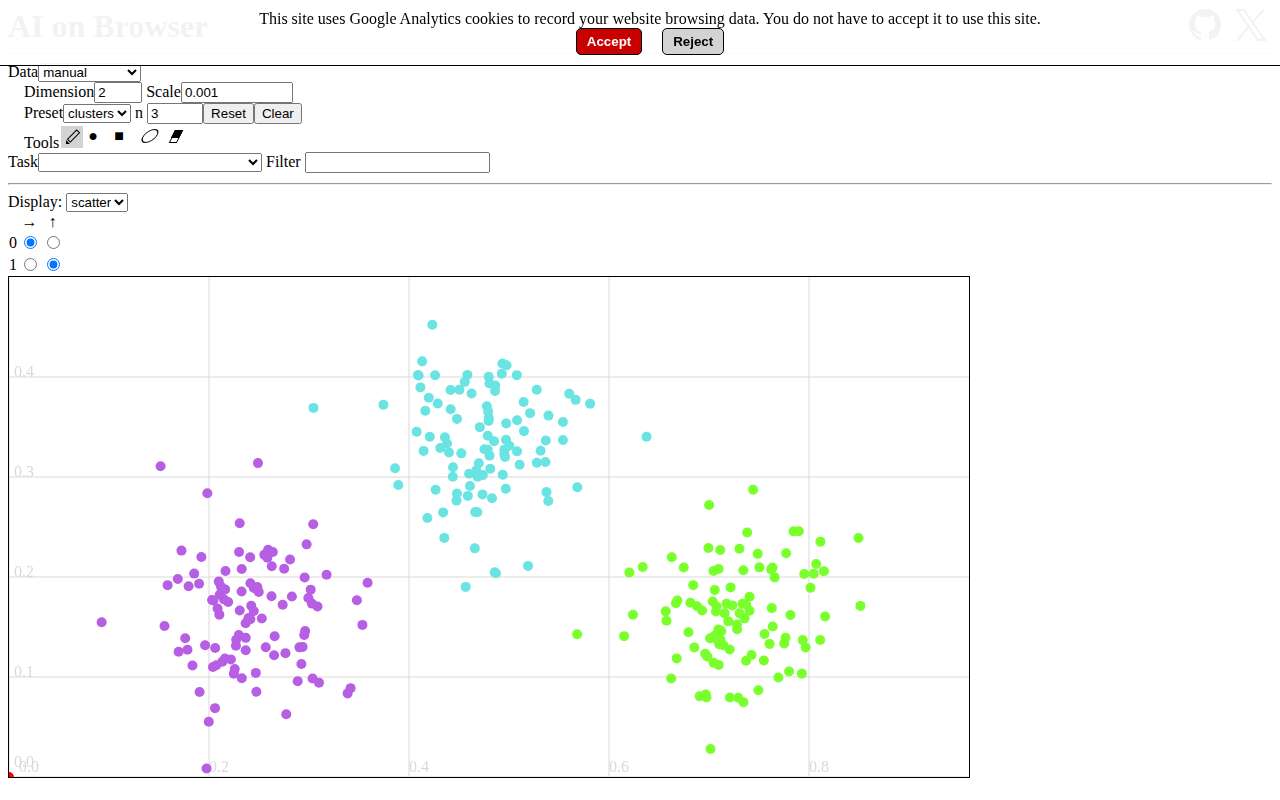 AI on Browser
This site uses Google Analytics cookies to record your website browsing data. You do not have to accept it to use this site.
Accept Reject
Data manual
Dimension 2 Scale 0.001
Preset clusters n 3 Reset Clear
Tools
Task Filter
Display: scatter
→ ↑
0
1
0.4
0.3
0.2
0.1
0.0
0.0 0.2 0.4 0.6 0.8